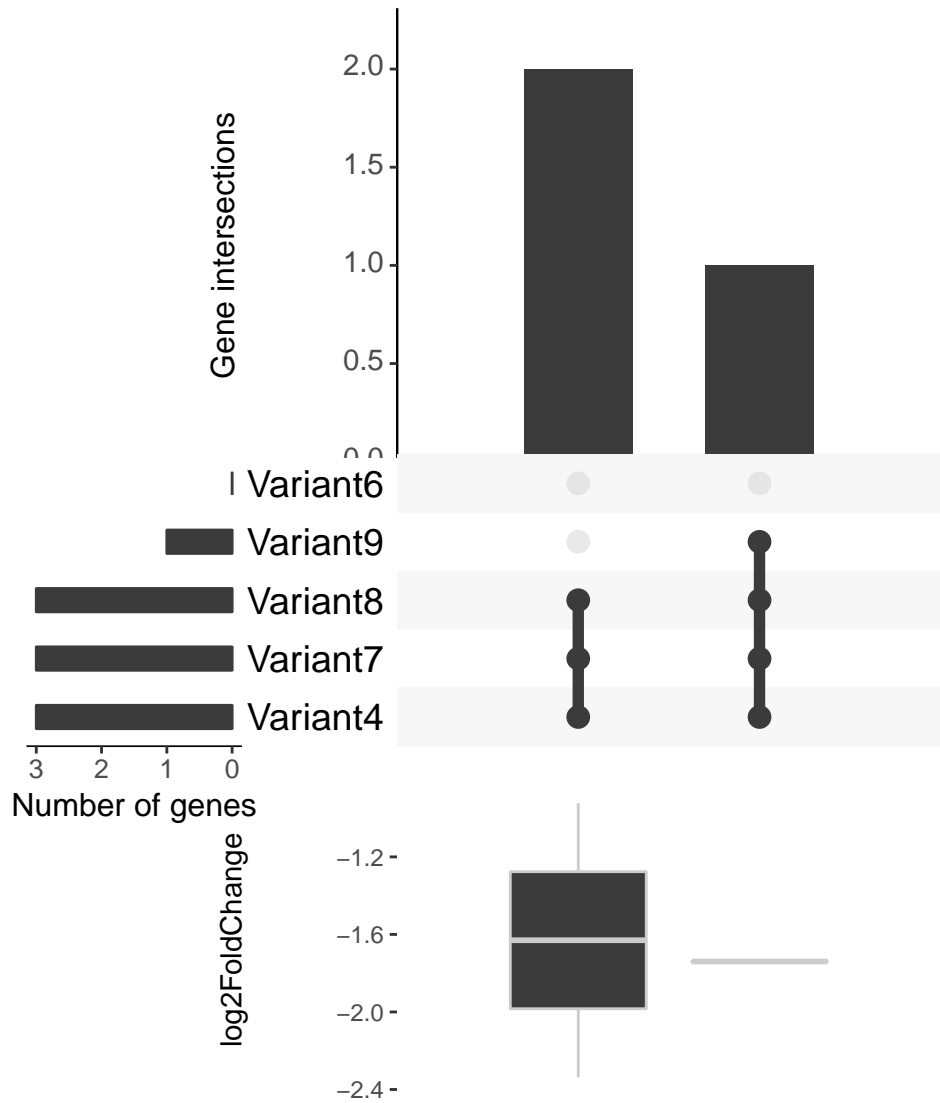 Gene intersections
2.0
1.5
1.0
0.5
0.0
Variant6
Variant9
Variant8
Variant7
Variant4
3 2 1 0
Number of genes
log2FoldChange
−1.2
−1.6
−2.0
−2.4